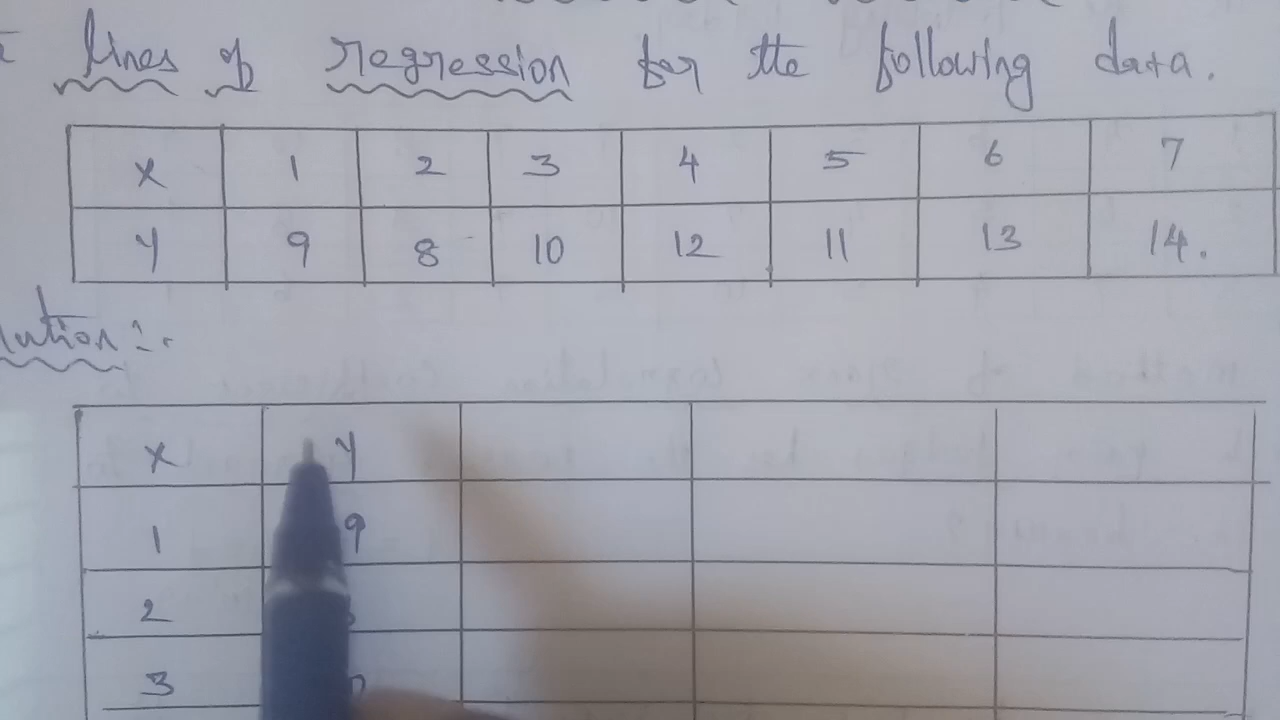 lines of regression for the following data.
x 1 2 3 4 5 6 7
y 9 8 10 12 11 13 14.
x y
1 9
2
3